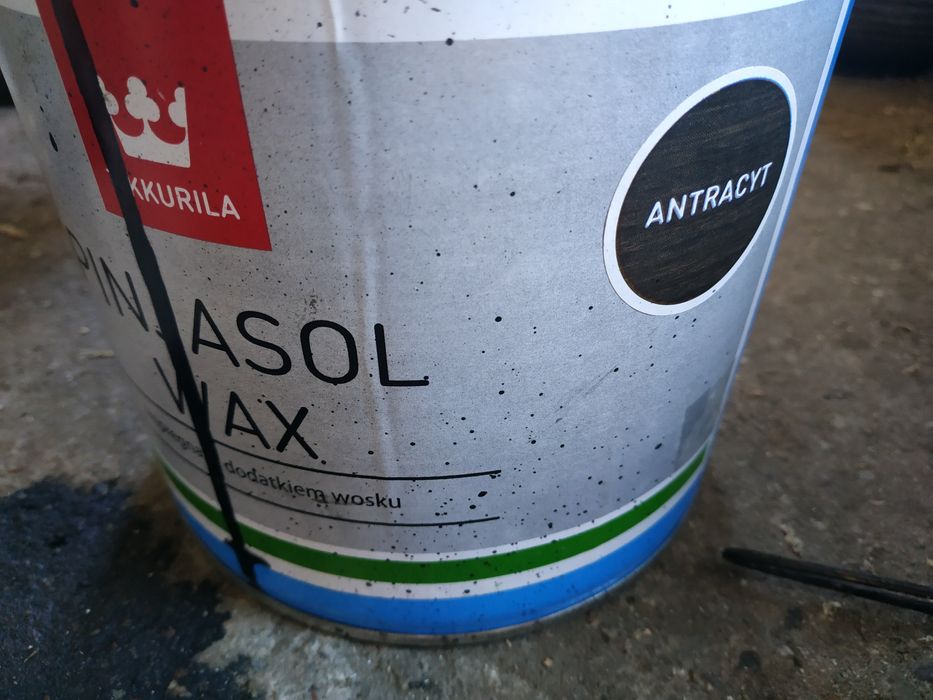 KKURILA
ANTRACYT
PIN ASOL
WAX
dodatkiem wosku